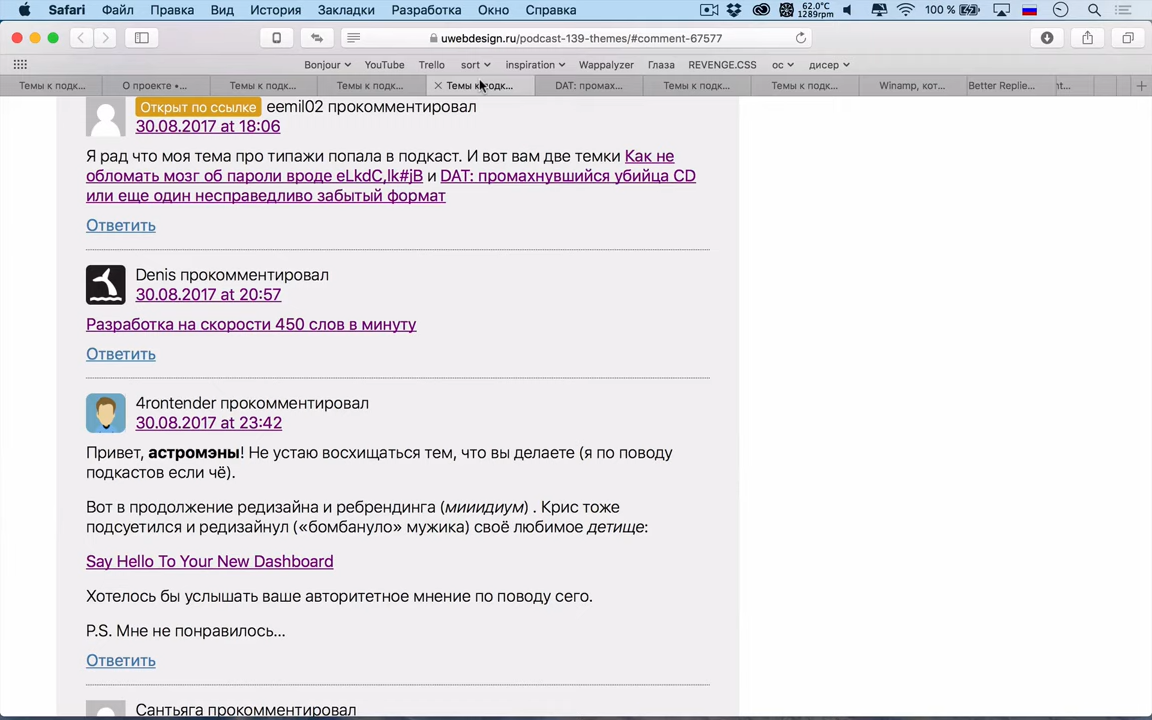 Safari Файл Правка Вид История Закладки Разработка Окно Справка 62.0°C 1289rpm 100 %
uwebdesign.ru/podcast-139-themes/#comment-67577
Bonjour YouTube Trello sort inspiration Wappalyzer Глаза REVENGE.CSS ос дисер
Темы к подк... О проекте •... Темы к подк... Темы к подк... Темы к подк... DAT: промах... Темы к подк... Темы к подк... Winamp, кот... Better Replie... нт...
Открыт по ссылке eemil02 прокомментировал
30.08.2017 at 18:06
Я рад что моя тема про типажи попала в подкаст. И вот вам две темки Как не
обломать мозг об пароли вроде eLkdC,lk#jB и DAT: промахнувшийся убийца CD
или еще один несправедливо забытый формат
Ответить
Denis прокомментировал
30.08.2017 at 20:57
Разработка на скорости 450 слов в минуту
Ответить
4rontender прокомментировал
30.08.2017 at 23:42
Привет, астромэны! Не устаю восхищаться тем, что вы делаете (я по поводу
подкастов если чё).
Вот в продолжение редизайна и ребрендинга (мииидиум) . Крис тоже
подсуетился и редизайнул («бомбануло» мужика) своё любимое детище:
Say Hello To Your New Dashboard
Хотелось бы услышать ваше авторитетное мнение по поводу сего.
P.S. Мне не понравилось...
Ответить
Сантьяга прокомментировал